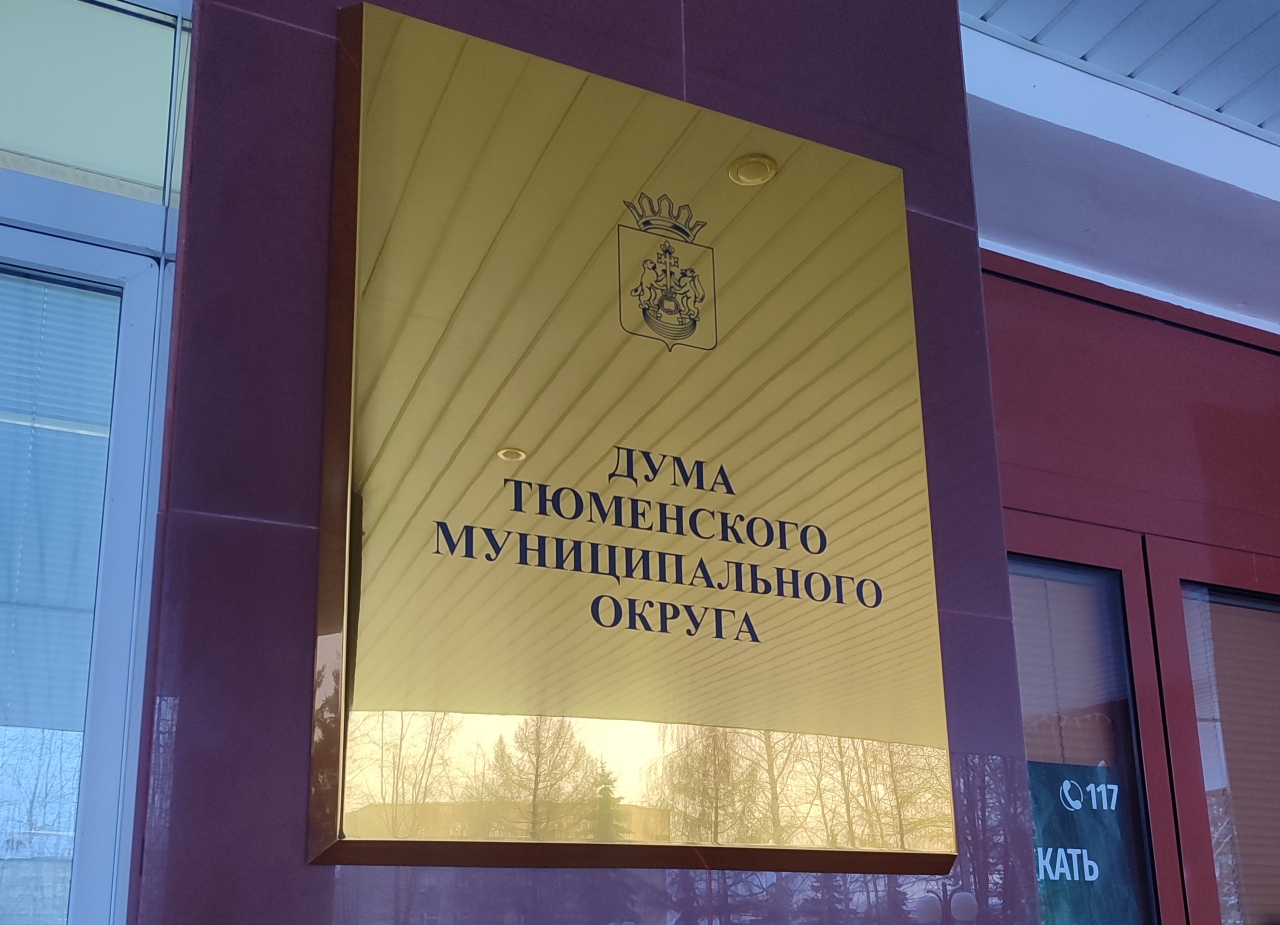 ДУМА
ТЮМЕНСКОГО
МУНИЦИПАЛЬНОГО
ОКРУГА
117
КАТЬ